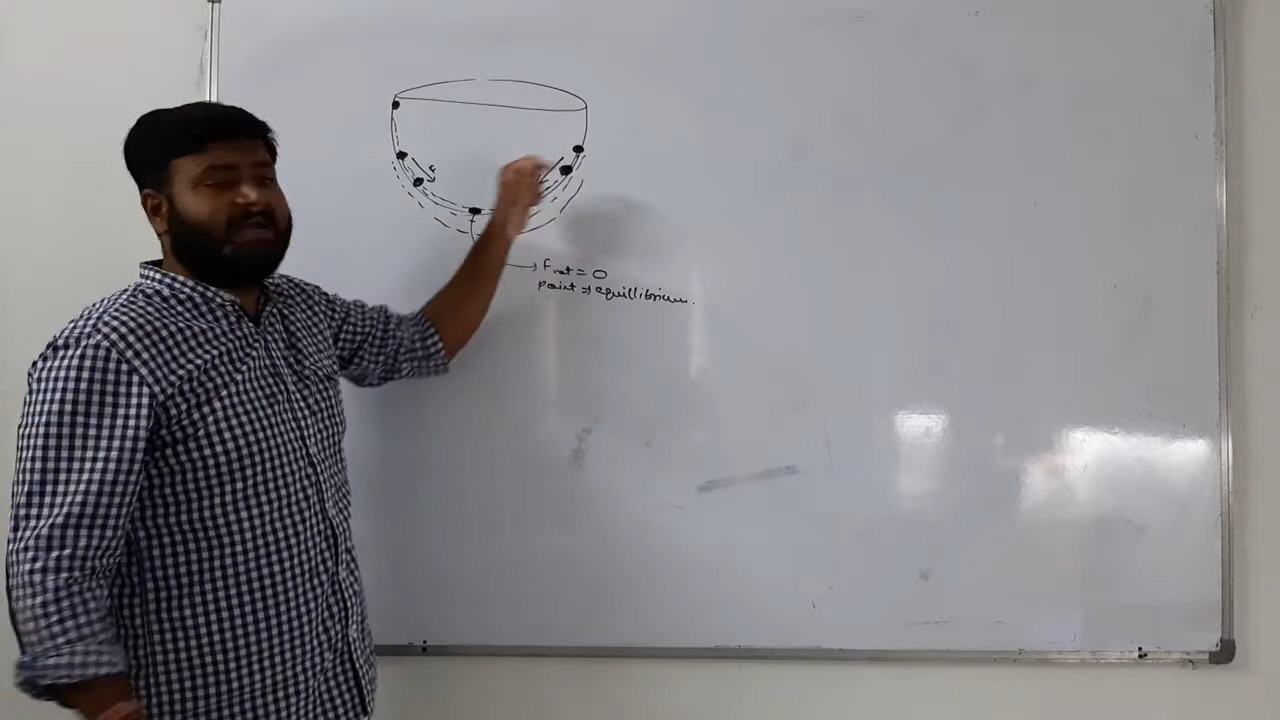 F
Fnet = 0
point ⇒ equillibrium.